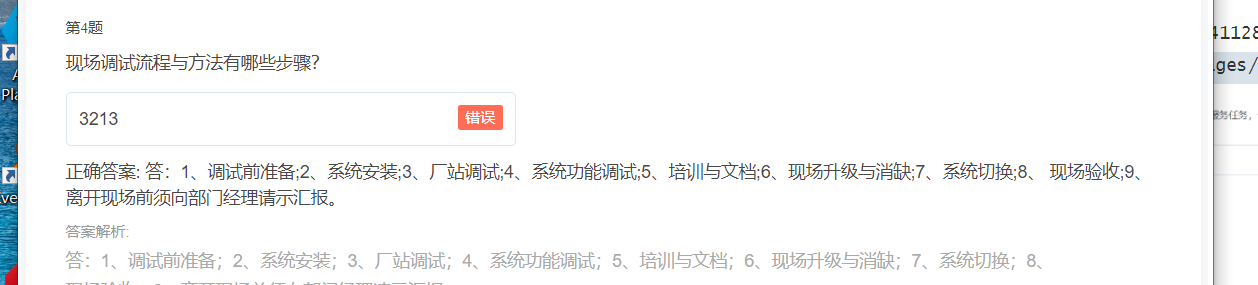 第4题
现场调试流程与方法有哪些步骤？
3213 错误
正确答案: 答：1、调试前准备;2、系统安装;3、厂站调试;4、系统功能调试;5、培训与文档;6、现场升级与消缺;7、系统切换;8、 现场验收;9、
离开现场前须向部门经理请示汇报。
答案解析:
答：1、调试前准备；2、系统安装；3、厂站调试；4、系统功能调试；5、培训与文档；6、现场升级与消缺；7、系统切换；8、
41128
ges/
服务任务，